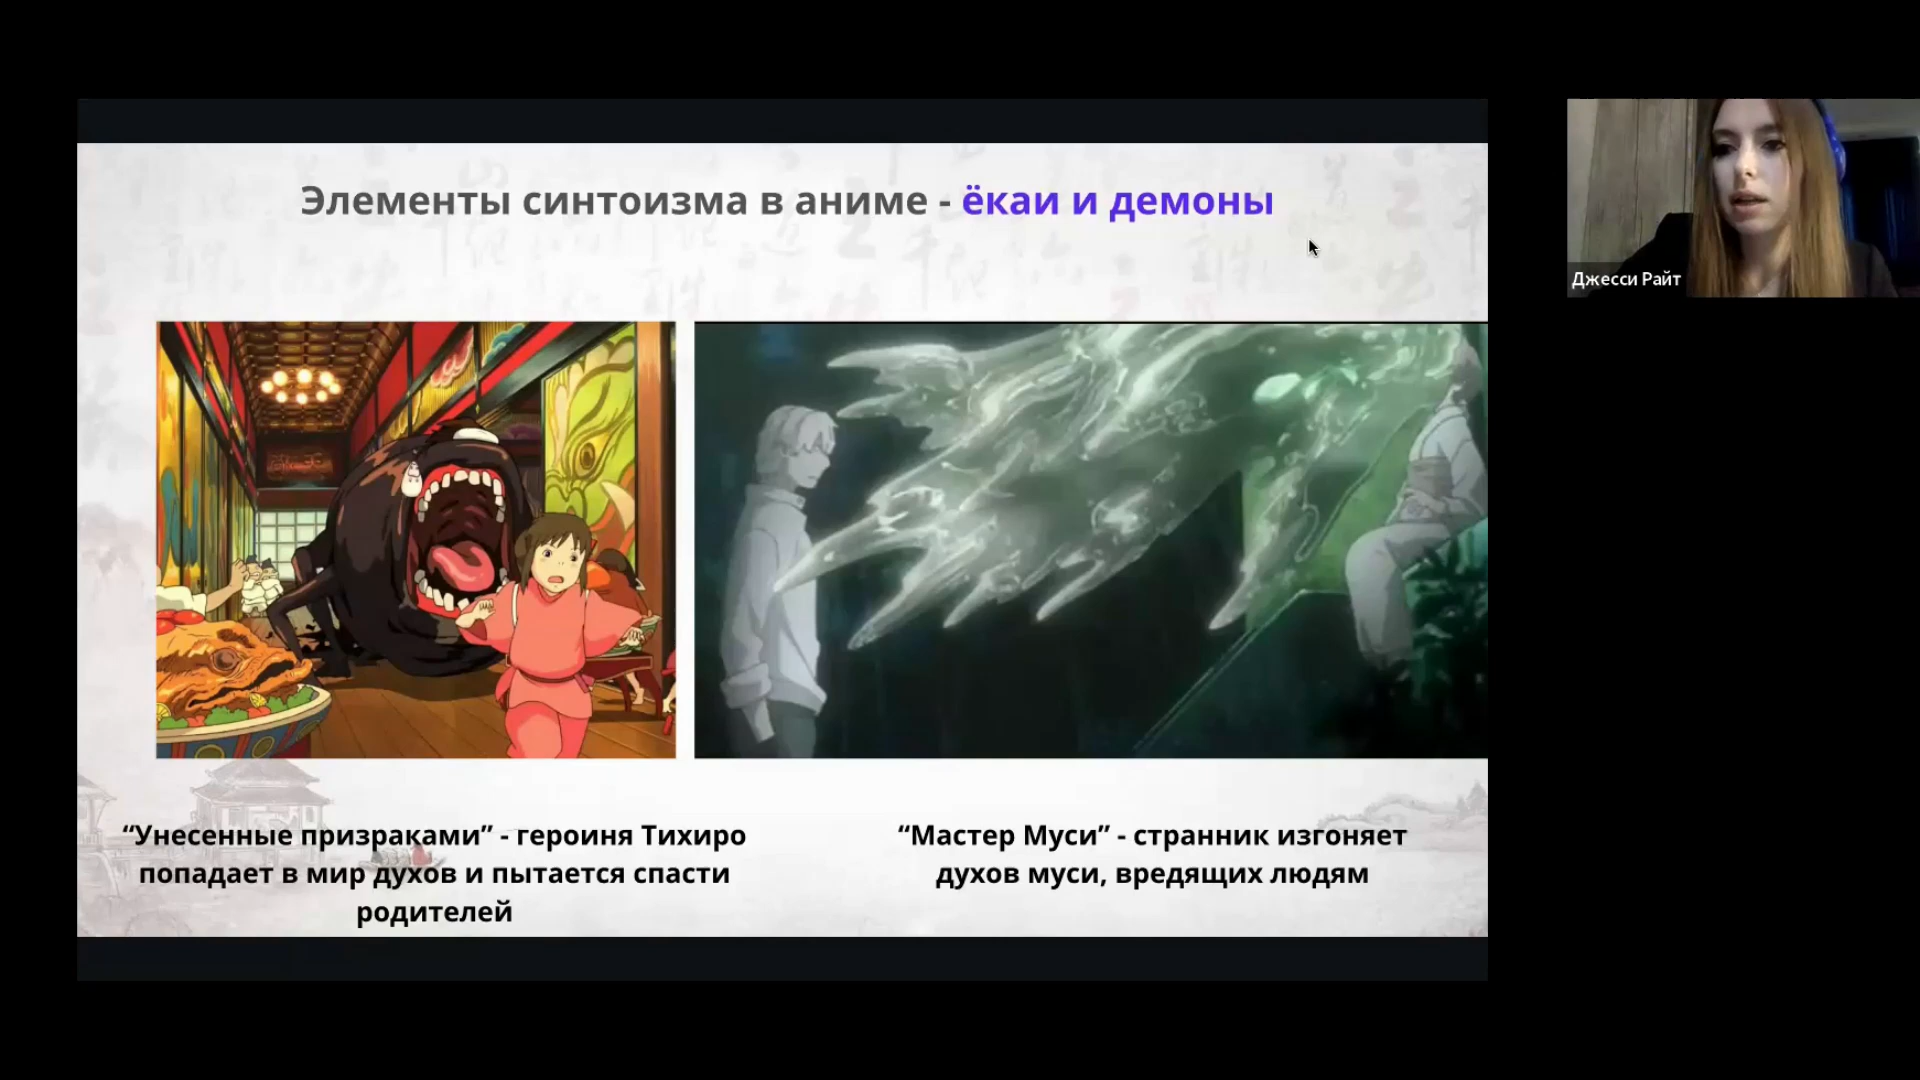 Элементы синтоизма в аниме - ёкаи и демоны
Джесси Райт
“Унесенные призраками” - героиня Тихиро
попадает в мир духов и пытается спасти
родителей
“Мастер Муси” - странник изгоняет
духов муси, вредящих людям